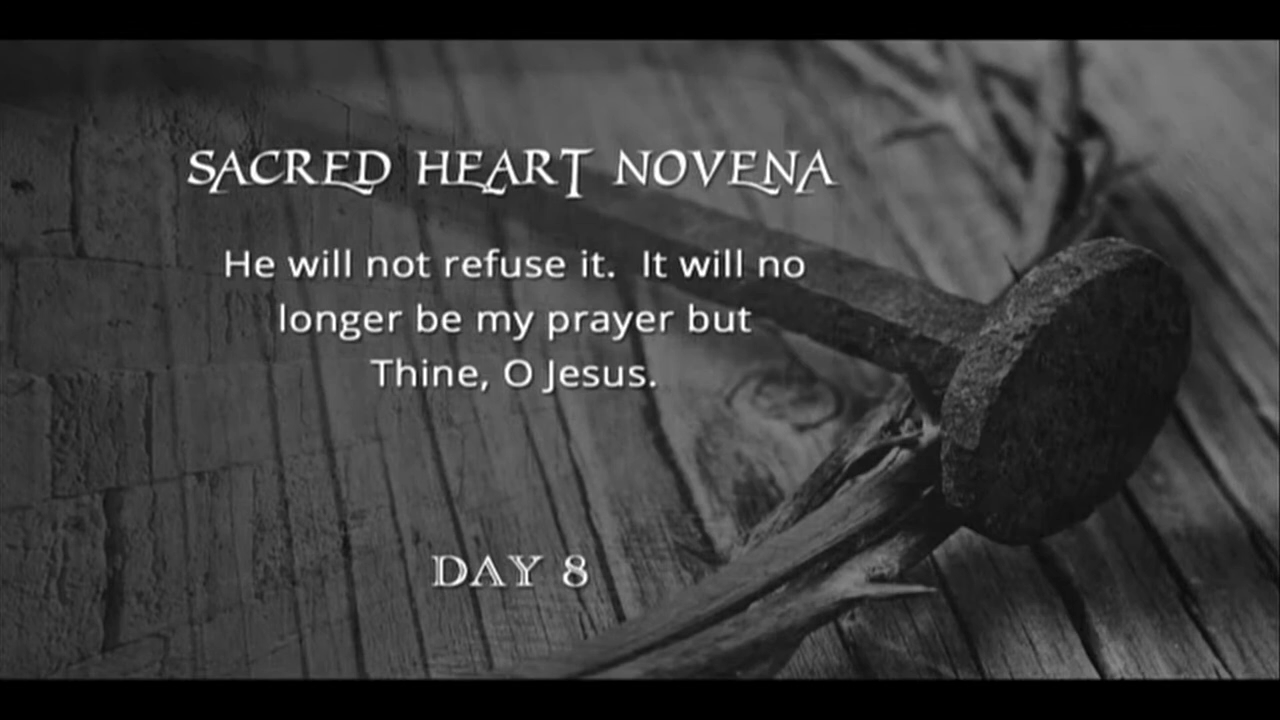 SACRED HEART NOVENA
He will not refuse it.  It will no
longer be my prayer but
Thine, O Jesus.
DAY 8